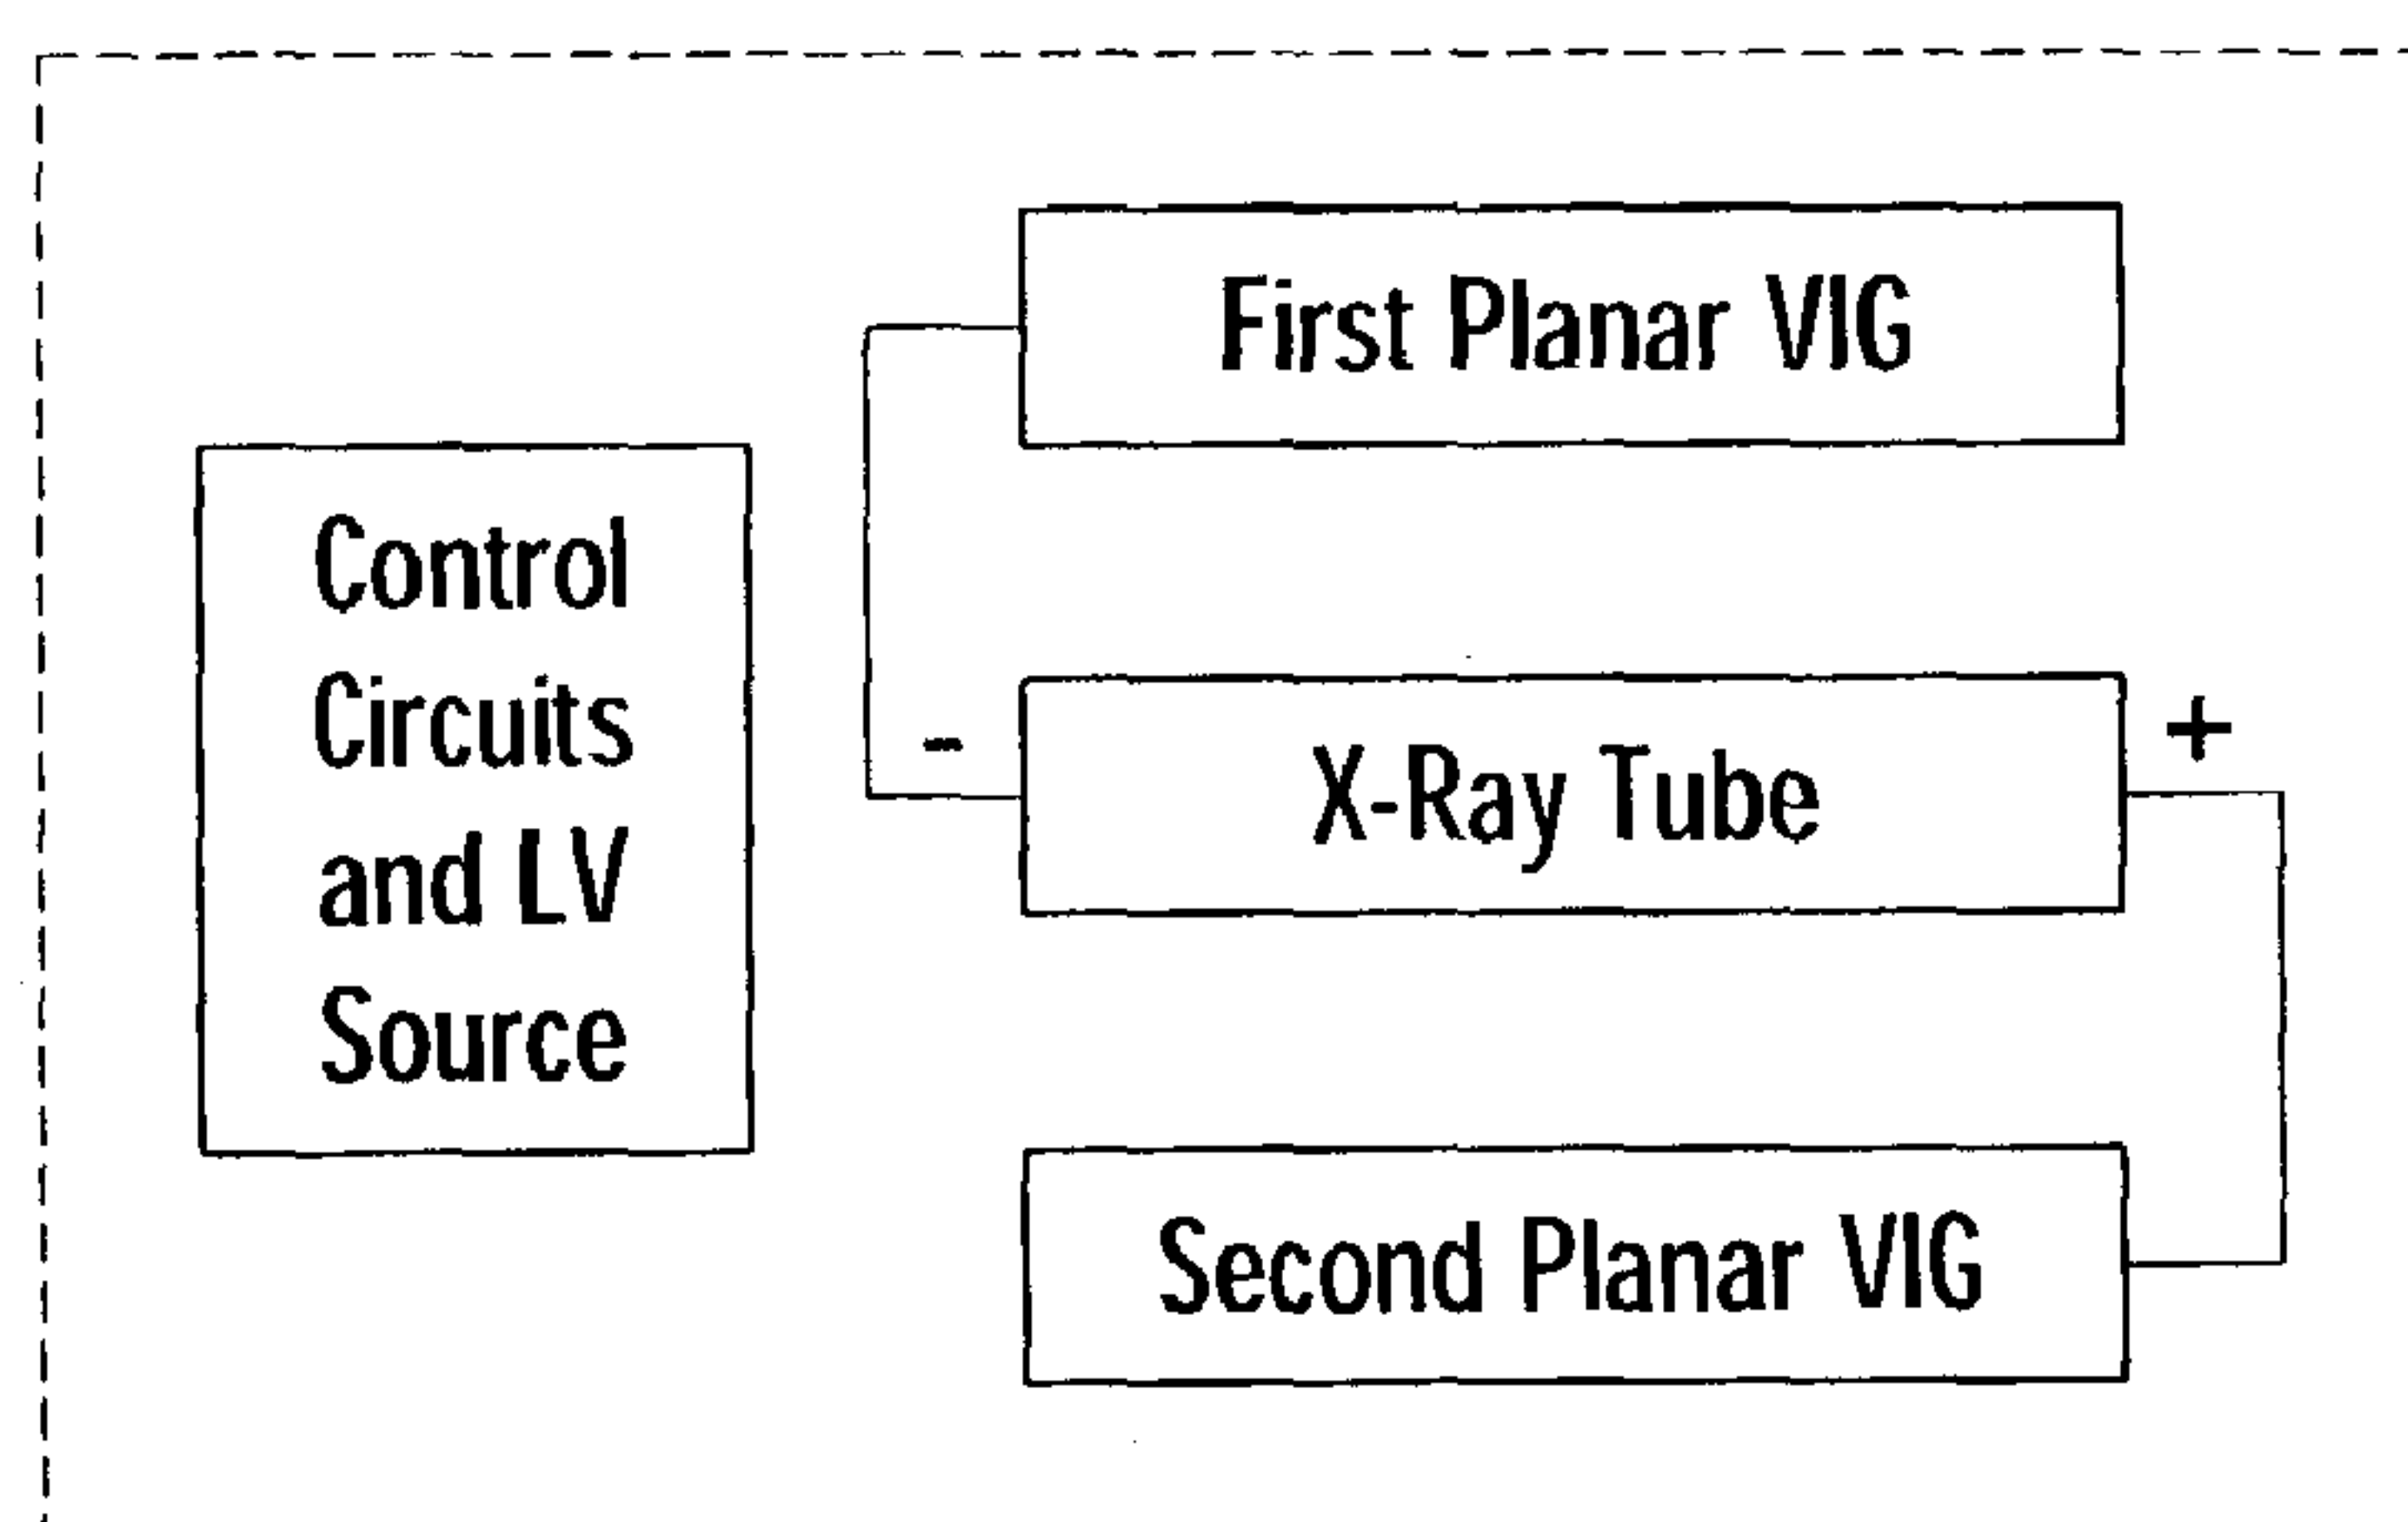 First Planar VIG
Control
Circuits
and LV
Source
-
X-Ray Tube
+
Second Planar VIG